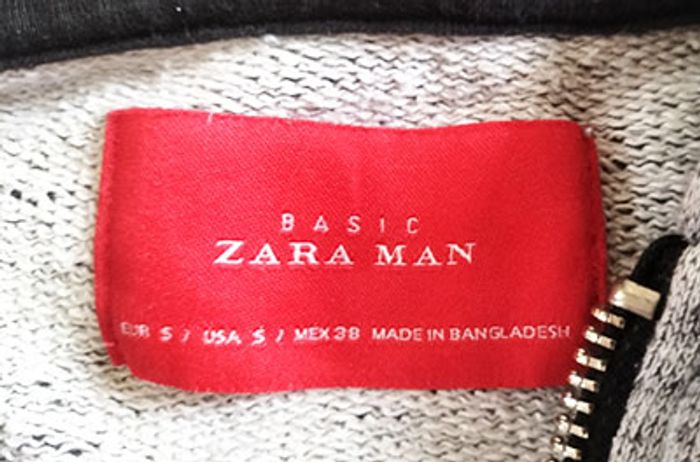 BASIC
ZARA MAN
EUR S / USA S / MEX 38 MADE IN BANGLADESH